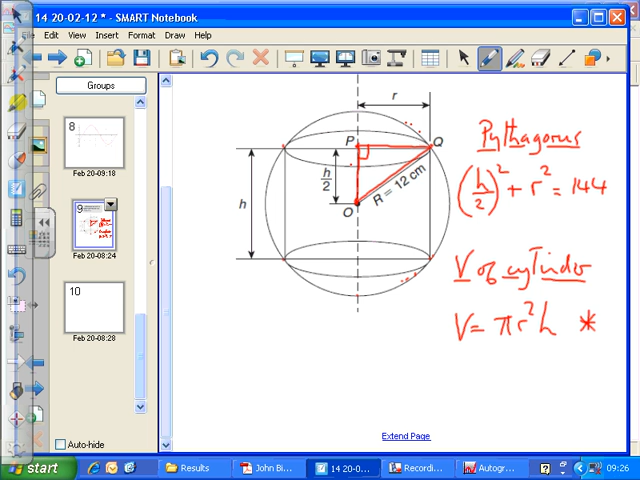 14 20-02-12 * - SMART Notebook
File Edit View Insert Format Draw Help
Groups
8
Feb 20-09:18
9
Feb 20-08:24
10
Feb 20-09:28
Auto-hide
r
P
Q
h/2
h
R = 12 cm
O
Pythagorus
(h/2)² + r² = 144
V of cylinder
V = πr²h *
Extend Page
start
Results
John Bi...
14 20-0...
Recordi...
Autogr...
?
09:26